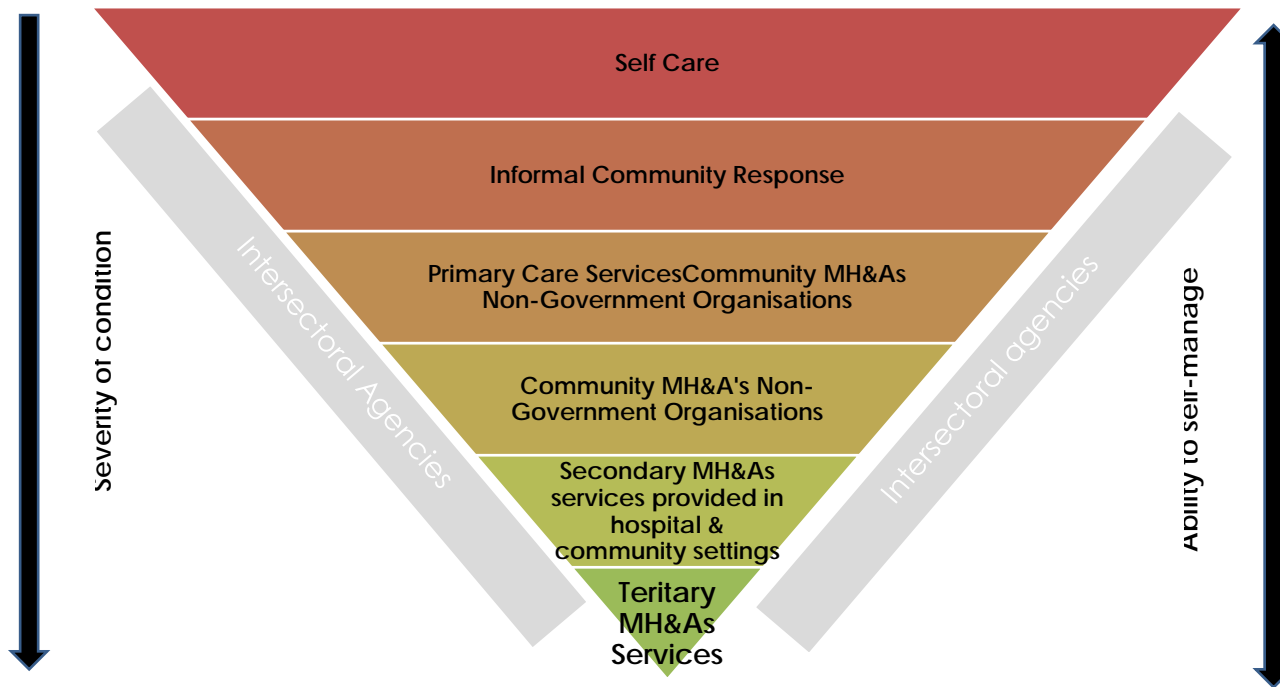 Self Care
Informal Community Response
Primary Care ServicesCommunity MH&As
Non-Government Organisations
Community MH&A's Non-
Government Organisations
Secondary MH&As
services provided in
hospital &
community settings
Teritary
MH&As
Services
Severity of condition
Intersectoral Agencies
Intersectoral agencies
Ability to self-manage